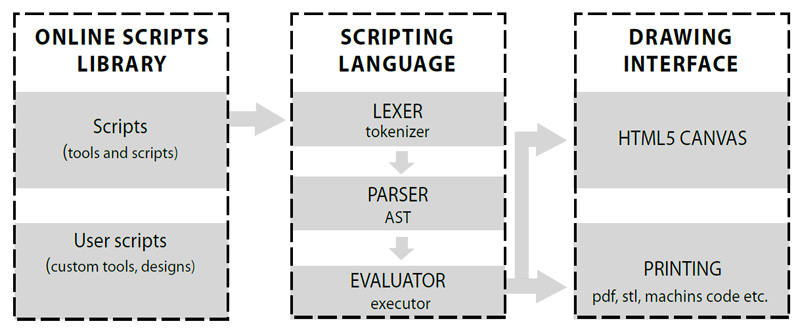 ONLINE SCRIPTS
LIBRARY
Scripts
(tools and scripts)
User scripts
(custom tools, designs)
SCRIPTING
LANGUAGE
LEXER
tokenizer
PARSER
AST
EVALUATOR
executor
DRAWING
INTERFACE
HTML5 CANVAS
PRINTING
pdf, stl, machins code etc.